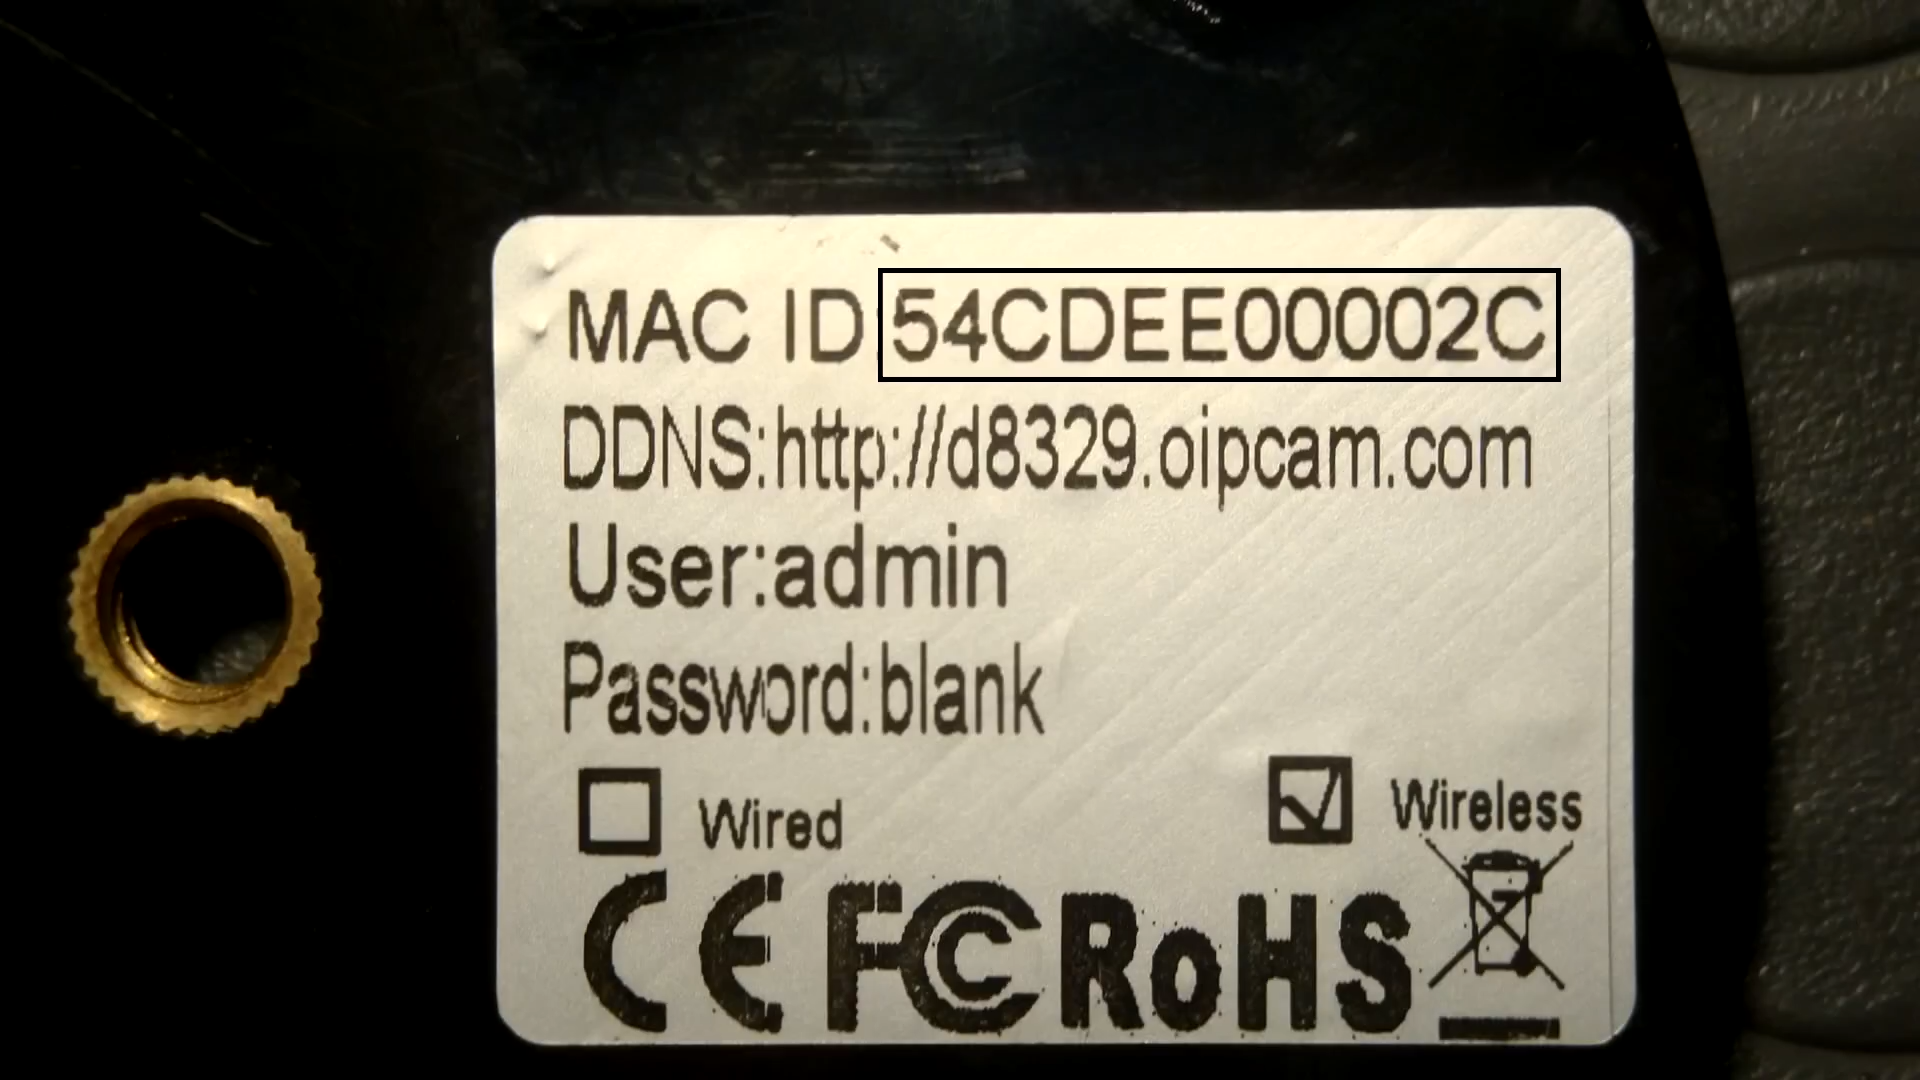 MAC ID 54CDEE00002C
DDNS:http://d8329.oipcam.com
User:admin
Password:blank
Wired Wireless
CE FC RoHS